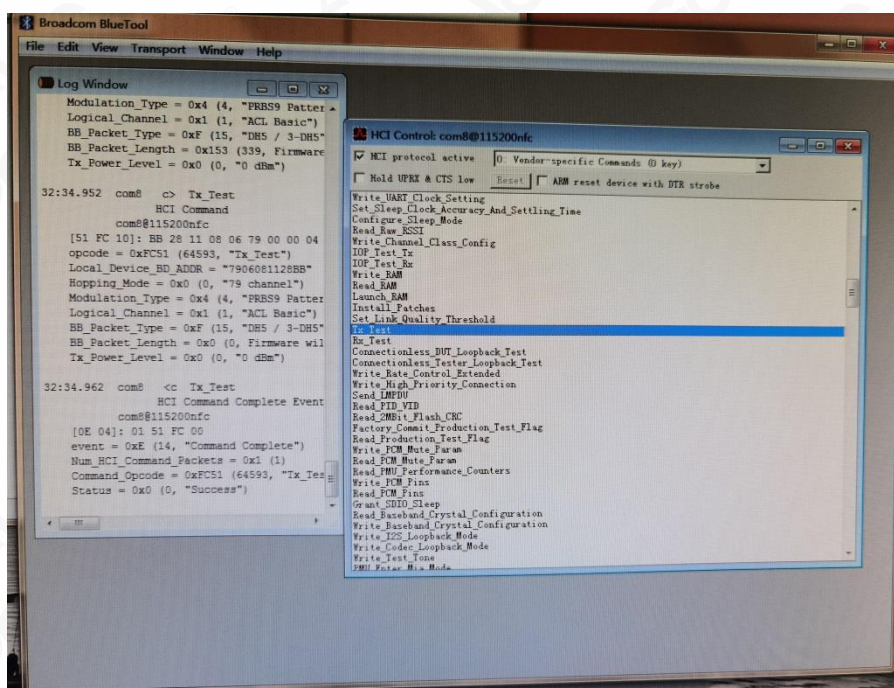 Broadcom BlueTool
File Edit View Transport Window Help
Log Window
Modulation_Type = 0x4 (4, "PRBS9 Patter
Logical_Channel = 0x1 (1, "ACL Basic")
BB_Packet_Type = 0xF (15, "DH5 / 3-DH5"
BB_Packet_Length = 0x153 (339, Firmware
Tx_Power_Level = 0x0 (0, "0 dBm")
32:34.952 com8 c> Tx_Test
HCI Command
com8@115200nfc
[51 FC 10]: BB 28 11 08 06 79 00 00 04
opcode = 0xFC51 (64593, "Tx_Test")
Local_Device_BD_ADDR = "7906081128BB"
Hopping_Mode = 0x0 (0, "79 channel")
Modulation_Type = 0x4 (4, "PRBS9 Patter
Logical_Channel = 0x1 (1, "ACL Basic")
BB_Packet_Type = 0xF (15, "DH5 / 3-DH5"
BB_Packet_Length = 0x0 (0, Firmware wil
Tx_Power_Level = 0x0 (0, "0 dBm")
32:34.962 com8 <c Tx_Test
HCI Command Complete Event
com8@115200nfc
[0E 04]: 01 51 FC 00
event = 0xE (14, "Command Complete")
Num_HCI_Command_Packets = 0x1 (1)
Command_Opcode = 0xFC51 (64593, "Tx_Tes
Status = 0x0 (0, "Success")
HCI Control: com8@115200nfc
HCI protocol active
0: Vendor-specific Commands (0 key)
Hold UPRX & CTS low
Reset
ARM reset device with DTR strobe
Write_UART_Clock_Setting
Set_Sleep_Clock_Accuracy_And_Settling_Time
Configure_Sleep_Mode
Read_Raw_RSSI
Write_Channel_Class_Config
IOP_Test_Tx
IOP_Test_Rx
Write_RAM
Read_RAM
Launch_RAM
Install_Patches
Set_Link_Quality_Threshold
Tx_Test
Rx_Test
Connectionless_DUT_Loopback_Test
Connectionless_Tester_Loopback_Test
Write_Rate_Control_Extended
Write_High_Priority_Connection
Send_LMPDU
Read_PID_VID
Read_2MBit_Flash_CRC
Factory_Commit_Production_Test_Flag
Read_Production_Test_Flag
Write_PCM_Mute_Param
Read_PCM_Mute_Param
Read_PMU_Performance_Counters
Write_PCM_Pins
Read_PCM_Pins
Grant_SDIO_Sleep
Read_Baseband_Crystal_Configuration
Write_Baseband_Crystal_Configuration
Write_I2S_Loopback_Mode
Write_Codec_Loopback_Mode
Write_Test_Tone
PMU_Enter_Mia_Mode